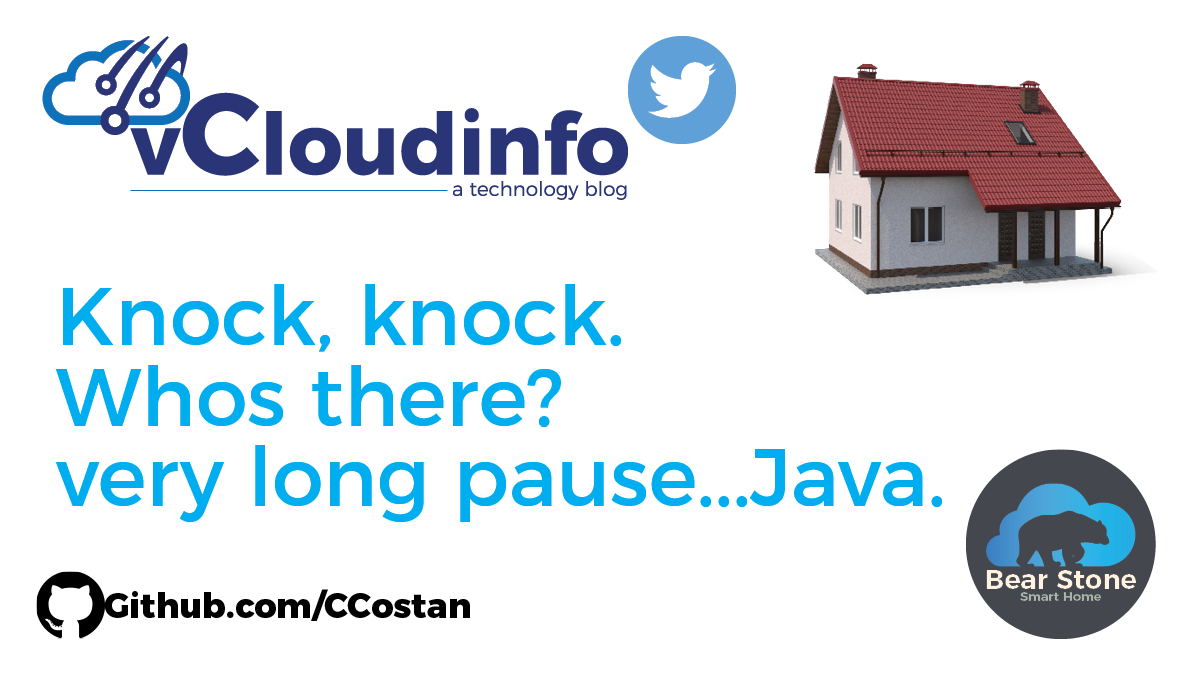 vCloudinfo
a technology blog
Knock, knock.
Whos there?
very long pause...Java.
Bear Stone
Smart Home
Github.com/CCostan